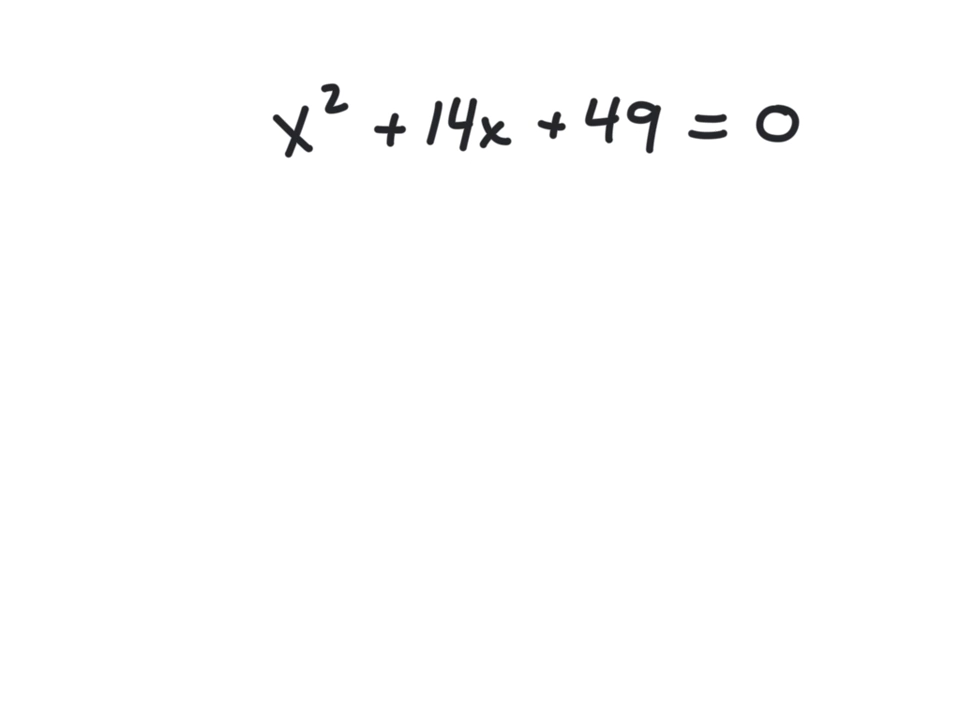 x² + 14x + 49 = 0